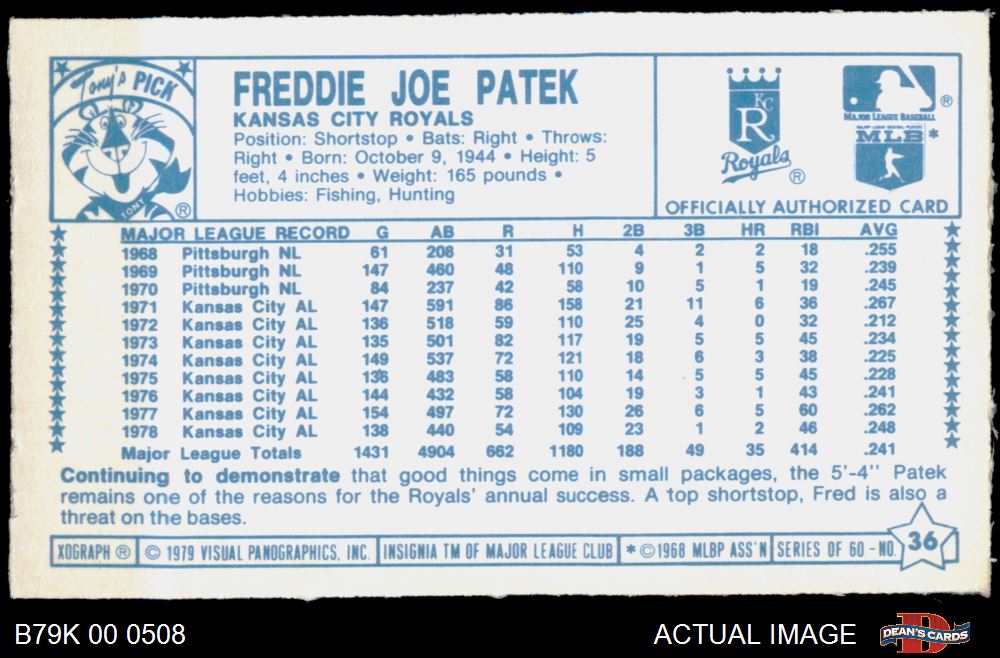 Tony's PICK
TONY
®
FREDDIE JOE PATEK
KANSAS CITY ROYALS
Position: Shortstop • Bats: Right • Throws:
Right • Born: October 9, 1944 • Height: 5
feet, 4 inches • Weight: 165 pounds •
Hobbies: Fishing, Hunting
KC
R
Royals ®
®
MAJOR LEAGUE BASEBALL
MAJOR LEAGUE BASEBALL PLAYERS
MLB *
OFFICIALLY AUTHORIZED CARD
MAJOR LEAGUE RECORD G AB R H 2B 3B HR RBI AVG
1968 Pittsburgh NL 61 208 31 53 4 2 2 18 .255
1969 Pittsburgh NL 147 460 48 110 9 1 5 32 .239
1970 Pittsburgh NL 84 237 42 58 10 5 1 19 .245
1971 Kansas City AL 147 591 86 158 21 11 6 36 .267
1972 Kansas City AL 136 518 59 110 25 4 0 32 .212
1973 Kansas City AL 135 501 82 117 19 5 5 45 .234
1974 Kansas City AL 149 537 72 121 18 6 3 38 .225
1975 Kansas City AL 136 483 58 110 14 5 5 45 .228
1976 Kansas City AL 144 432 58 104 19 3 1 43 .241
1977 Kansas City AL 154 497 72 130 26 6 5 60 .262
1978 Kansas City AL 138 440 54 109 23 1 2 46 .248
Major League Totals 1431 4904 662 1180 188 49 35 414 .241
Continuing to demonstrate that good things come in small packages, the 5'-4'' Patek
remains one of the reasons for the Royals' annual success. A top shortstop, Fred is also a
threat on the bases.
XOGRAPH ® © 1979 VISUAL PANOGRAPHICS, INC. INSIGNIA TM OF MAJOR LEAGUE CLUB * © 1968 MLBP ASS'N SERIES OF 60 - NO. 36
B79K 00 0508
ACTUAL IMAGE
D
DEAN'S CARDS